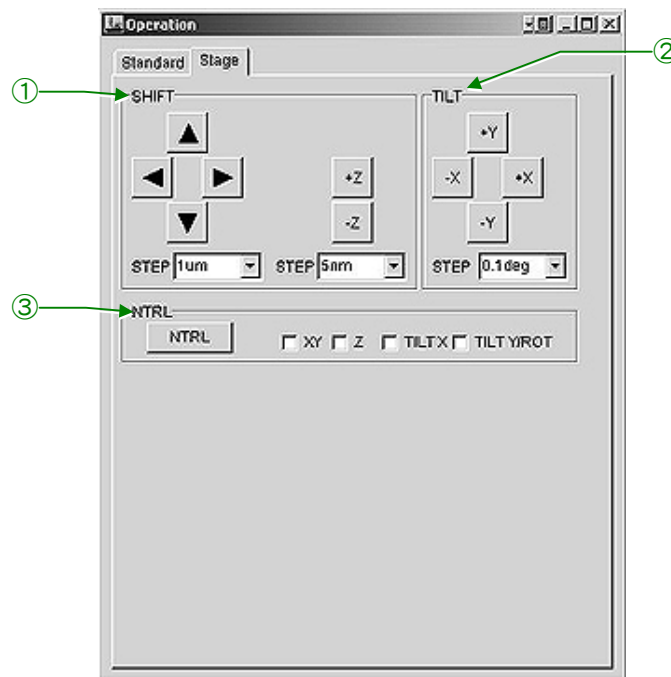 Operation
Standard Stage
①
②
SHIFT
TILT
+Y
+Z
-X
+X
-Z
-Y
STEP 1um STEP 5nm
STEP 0.1deg
③
NTRL
NTRL XY Z TILT X TILT Y/ROT